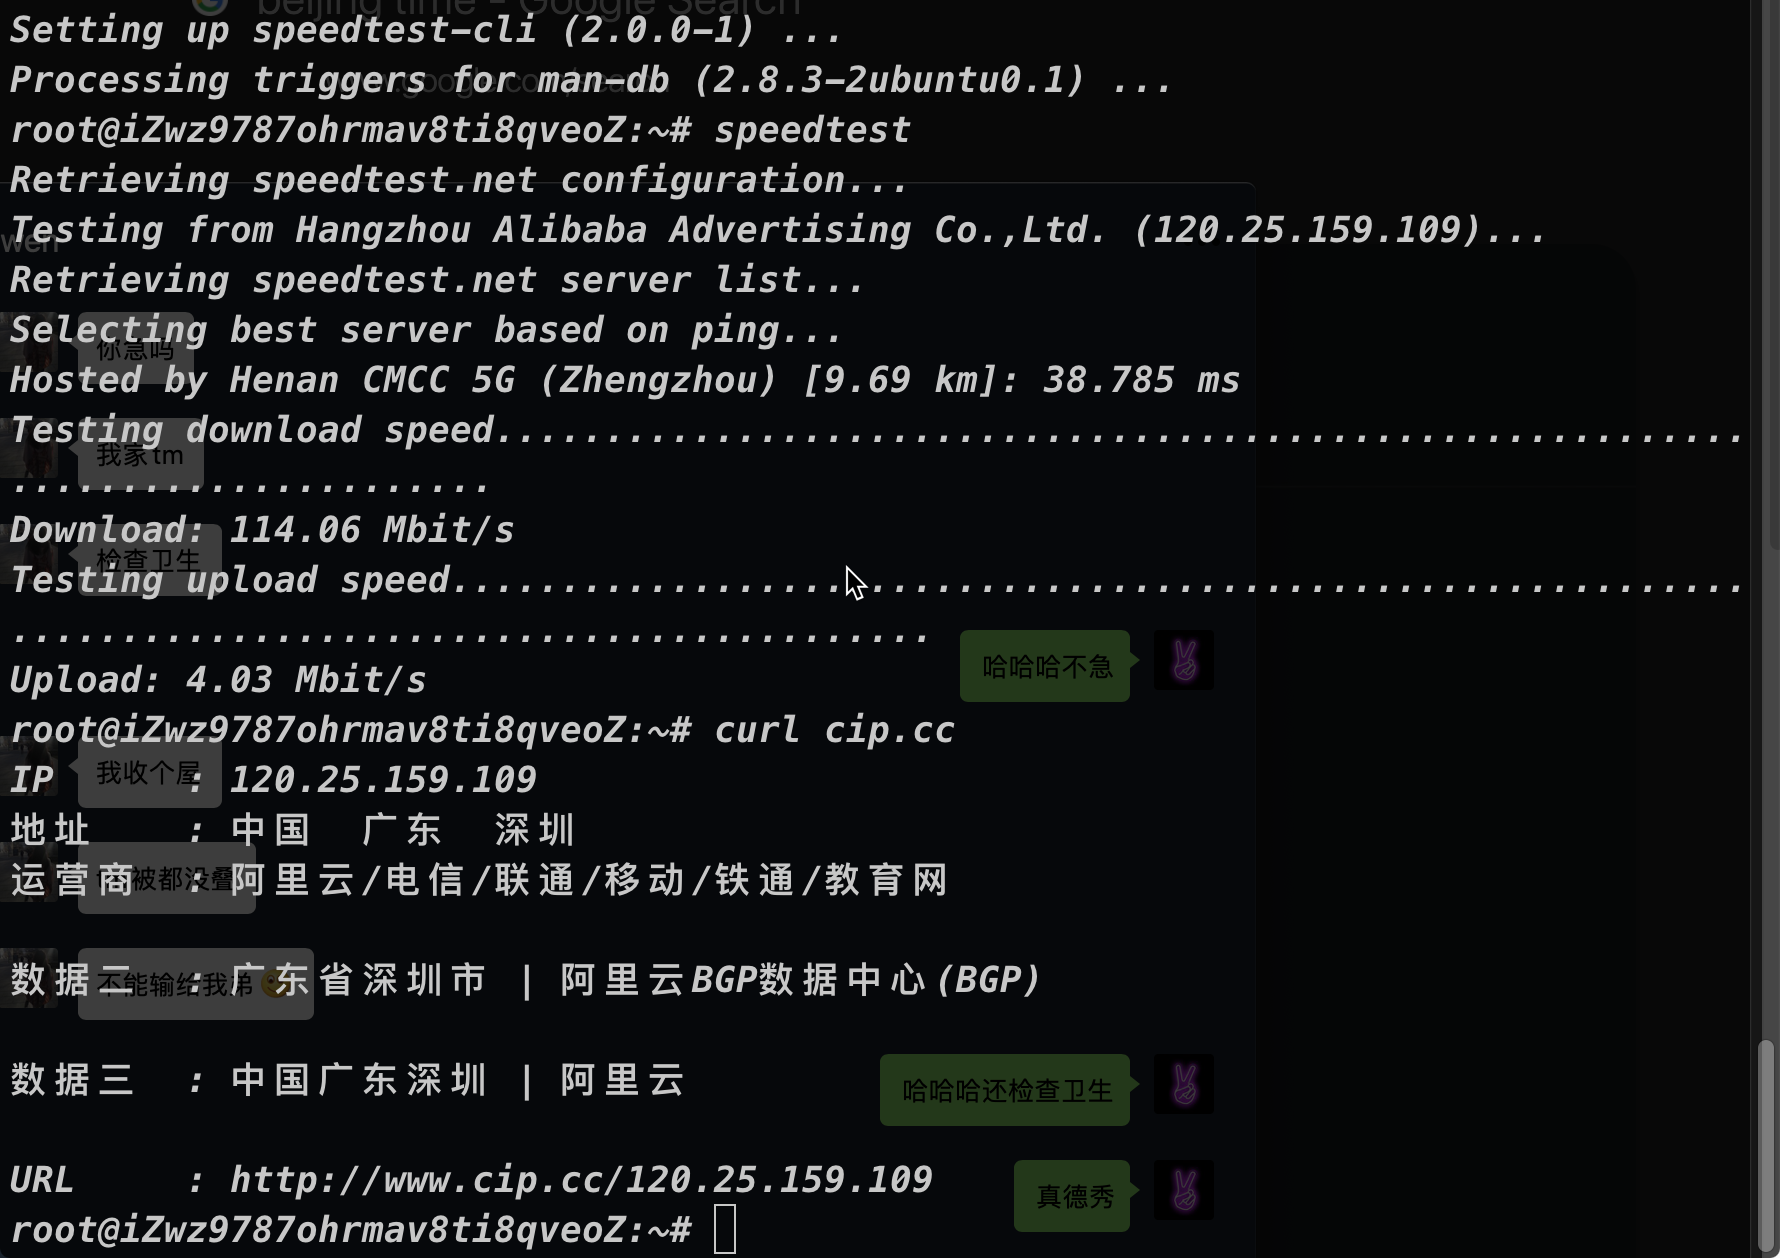 beijing time - Google Search
Setting up speedtest-cli (2.0.0-1) ...
Processing triggers for man-db (2.8.3-2ubuntu0.1) ...
root@iZwz9787ohrmav8ti8qveoZ:~# speedtest
Retrieving speedtest.net configuration...
Testing from Hangzhou Alibaba Advertising Co.,Ltd. (120.25.159.109)...
wen
Retrieving speedtest.net server list...
Selecting best server based on ping...
你急吗
Hosted by Henan CMCC 5G (Zhengzhou) [9.69 km]: 38.785 ms
Testing download speed.........................................................
我家tm
......................
Download: 114.06 Mbit/s
检查卫生
Testing upload speed...........................................................
..........................................
哈哈哈不急
Upload: 4.03 Mbit/s
root@iZwz9787ohrmav8ti8qveoZ:~# curl cip.cc
IP : 120.25.159.109
我收个屋
地址 : 中国 广东 深圳
运营商 : 阿里云/电信/联通/移动/铁通/教育网
被都没叠
数据二 : 广东省深圳市 | 阿里云BGP数据中心(BGP)
不能输给我弟
数据三 : 中国广东深圳 | 阿里云
哈哈哈还检查卫生
URL : http://www.cip.cc/120.25.159.109
真德秀
root@iZwz9787ohrmav8ti8qveoZ:~#